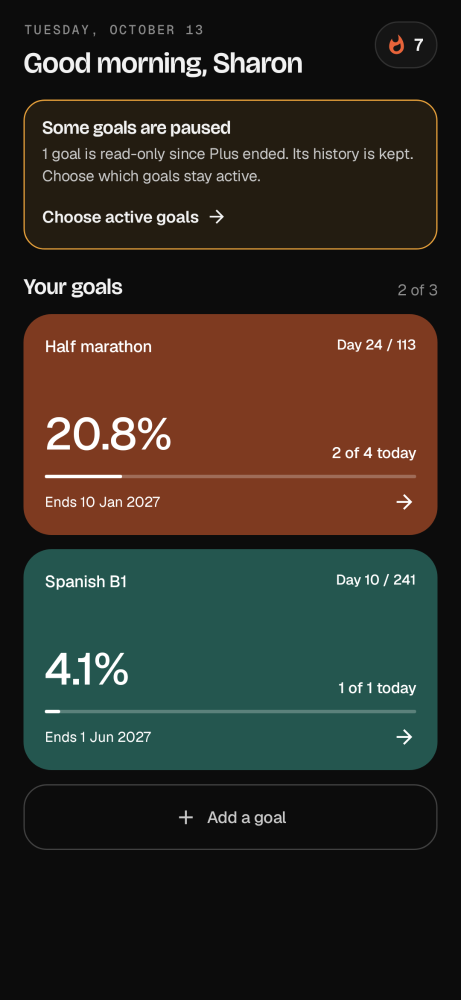 TUESDAY, OCTOBER 13
Good morning, Sharon
7
Some goals are paused
1 goal is read-only since Plus ended. Its history is kept.
Choose which goals stay active.
Choose active goals
Your goals
2 of 3
Half marathon
Day 24 / 113
20.8%
2 of 4 today
Ends 10 Jan 2027
Spanish B1
Day 10 / 241
4.1%
1 of 1 today
Ends 1 Jun 2027
Add a goal